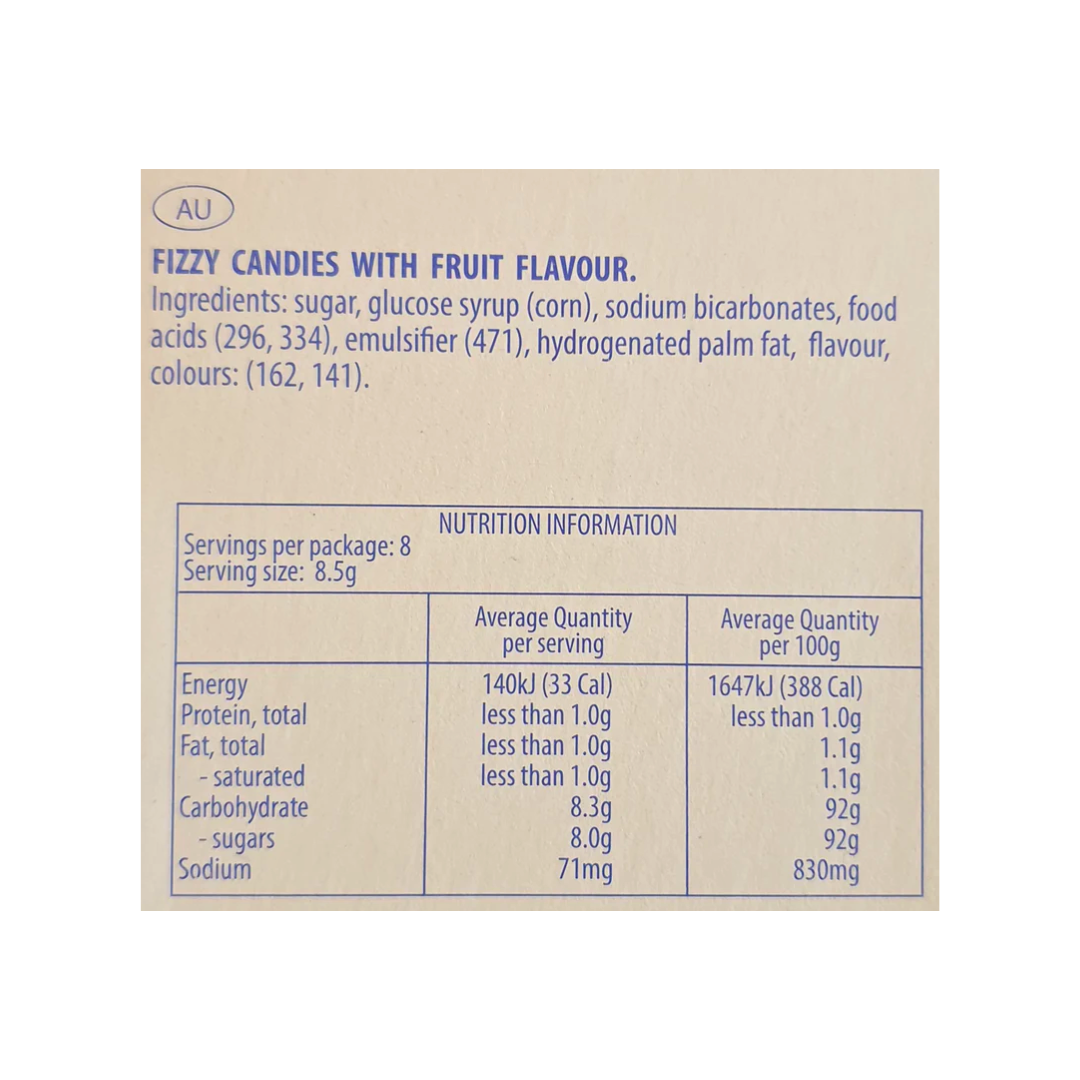 AU
FIZZY CANDIES WITH FRUIT FLAVOUR.
Ingredients: sugar, glucose syrup (corn), sodium bicarbonates, food
acids (296, 334), emulsifier (471), hydrogenated palm fat, flavour,
colours: (162, 141).
NUTRITION INFORMATION
Servings per package: 8
Serving size: 8.5g
Average Quantity per serving Average Quantity per 100g
Energy 140kJ (33 Cal) 1647kJ (388 Cal)
Protein, total less than 1.0g less than 1.0g
Fat, total less than 1.0g 1.1g
- saturated less than 1.0g 1.1g
Carbohydrate 8.3g 92g
- sugars 8.0g 92g
Sodium 71mg 830mg